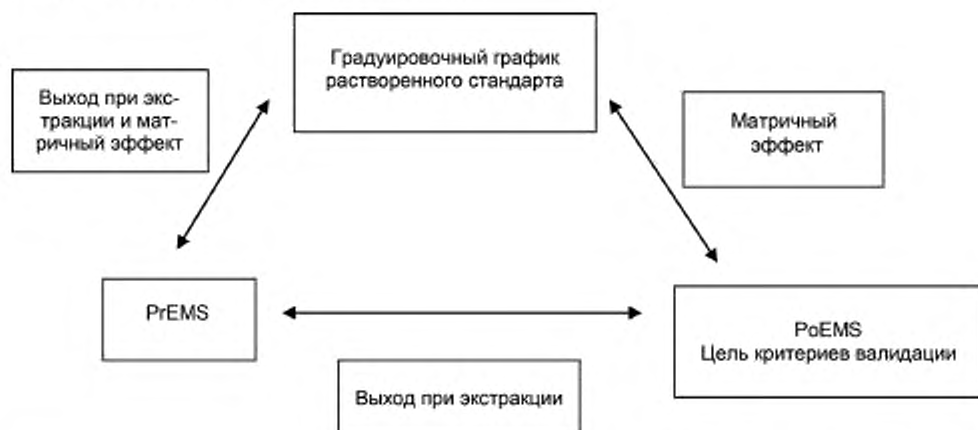 Градуировочный график
растворенного стандарта
Выход при экс-
тракции и мат-
ричный эффект
Матричный
эффект
PrEMS
PoEMS
Цель критериев валидации
Выход при экстракции